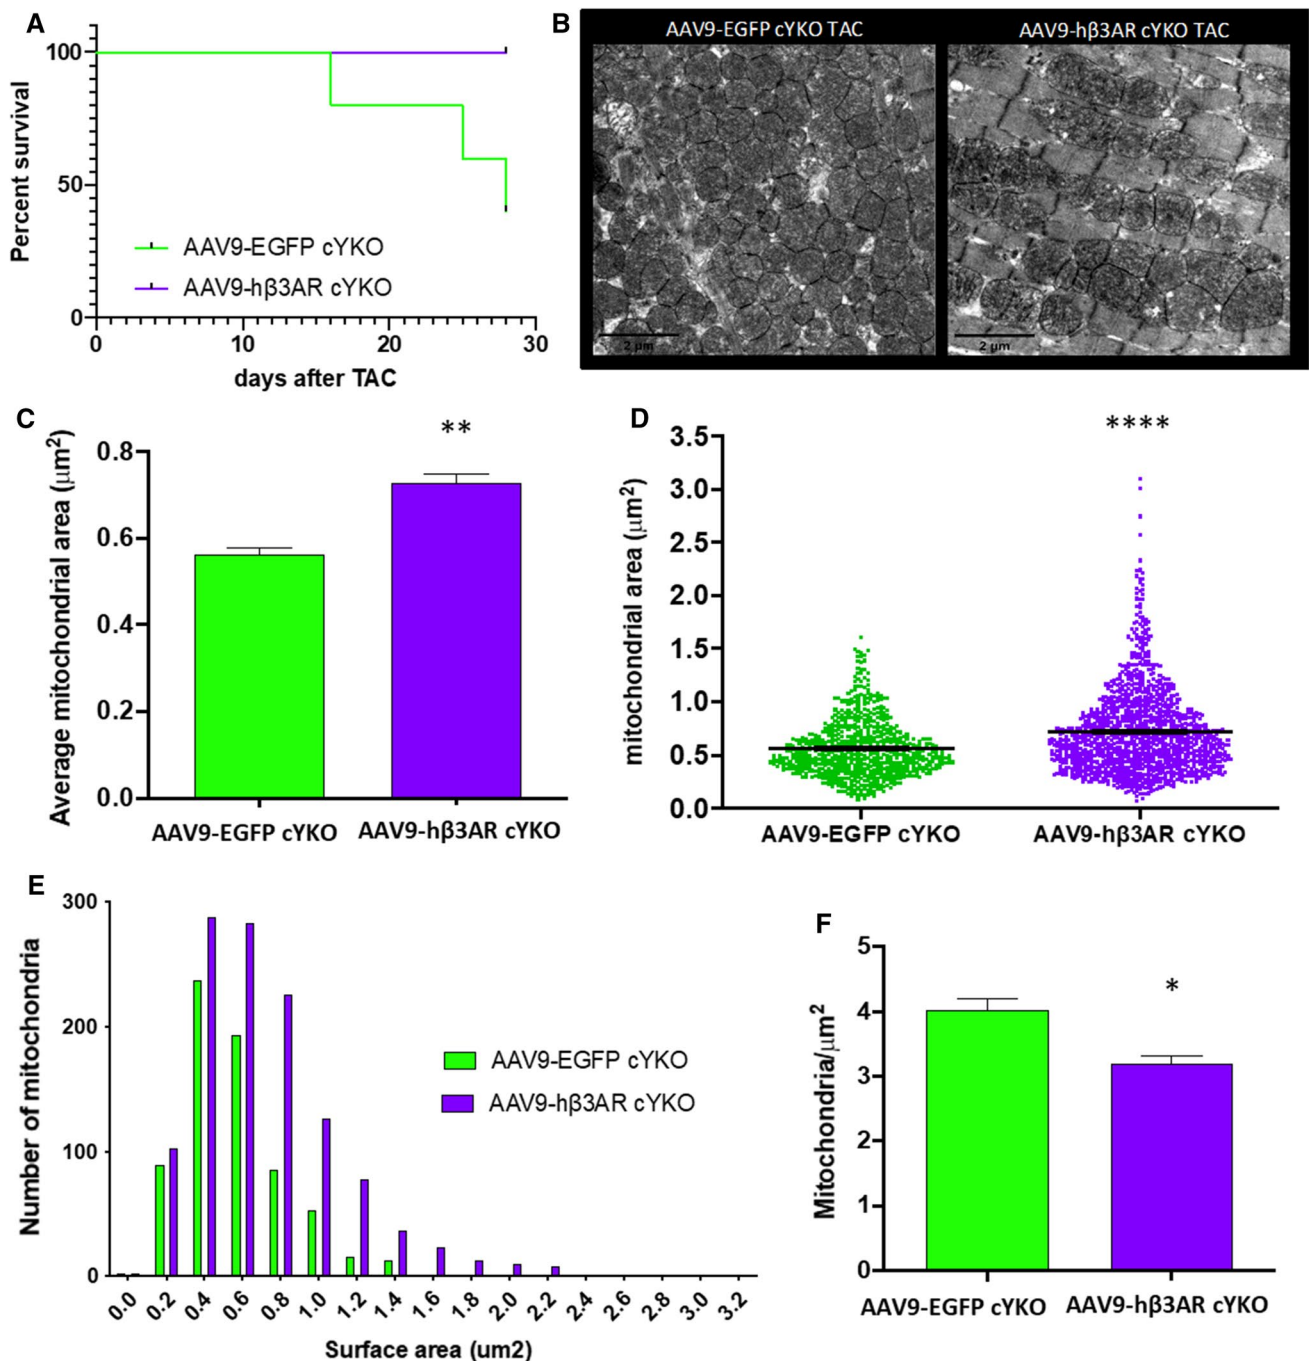 A
Percent survival
100
50
0
0 10 20 30
days after TAC
AAV9-EGFP cYKO
AAV9-hβ3AR cYKO
B
AAV9-EGFP cYKO TAC
AAV9-hβ3AR cYKO TAC
2 μm
2 μm
C
Average mitochondrial area (μm²)
0.8
0.6
0.4
0.2
0.0
**
AAV9-EGFP cYKO
AAV9-hβ3AR cYKO
D
mitochondrial area (μm²)
3.5
3.0
2.5
2.0
1.5
1.0
0.5
0.0
****
AAV9-EGFP cYKO
AAV9-hβ3AR cYKO
E
Number of mitochondria
300
200
100
0
0.0 0.2 0.4 0.6 0.8 1.0 1.2 1.4 1.6 1.8 2.0 2.2 2.4 2.6 2.8 3.0 3.2
Surface area (um2)
AAV9-EGFP cYKO
AAV9-hβ3AR cYKO
F
Mitochondria/μm²
5
4
3
2
1
0
*
AAV9-EGFP cYKO
AAV9-hβ3AR cYKO